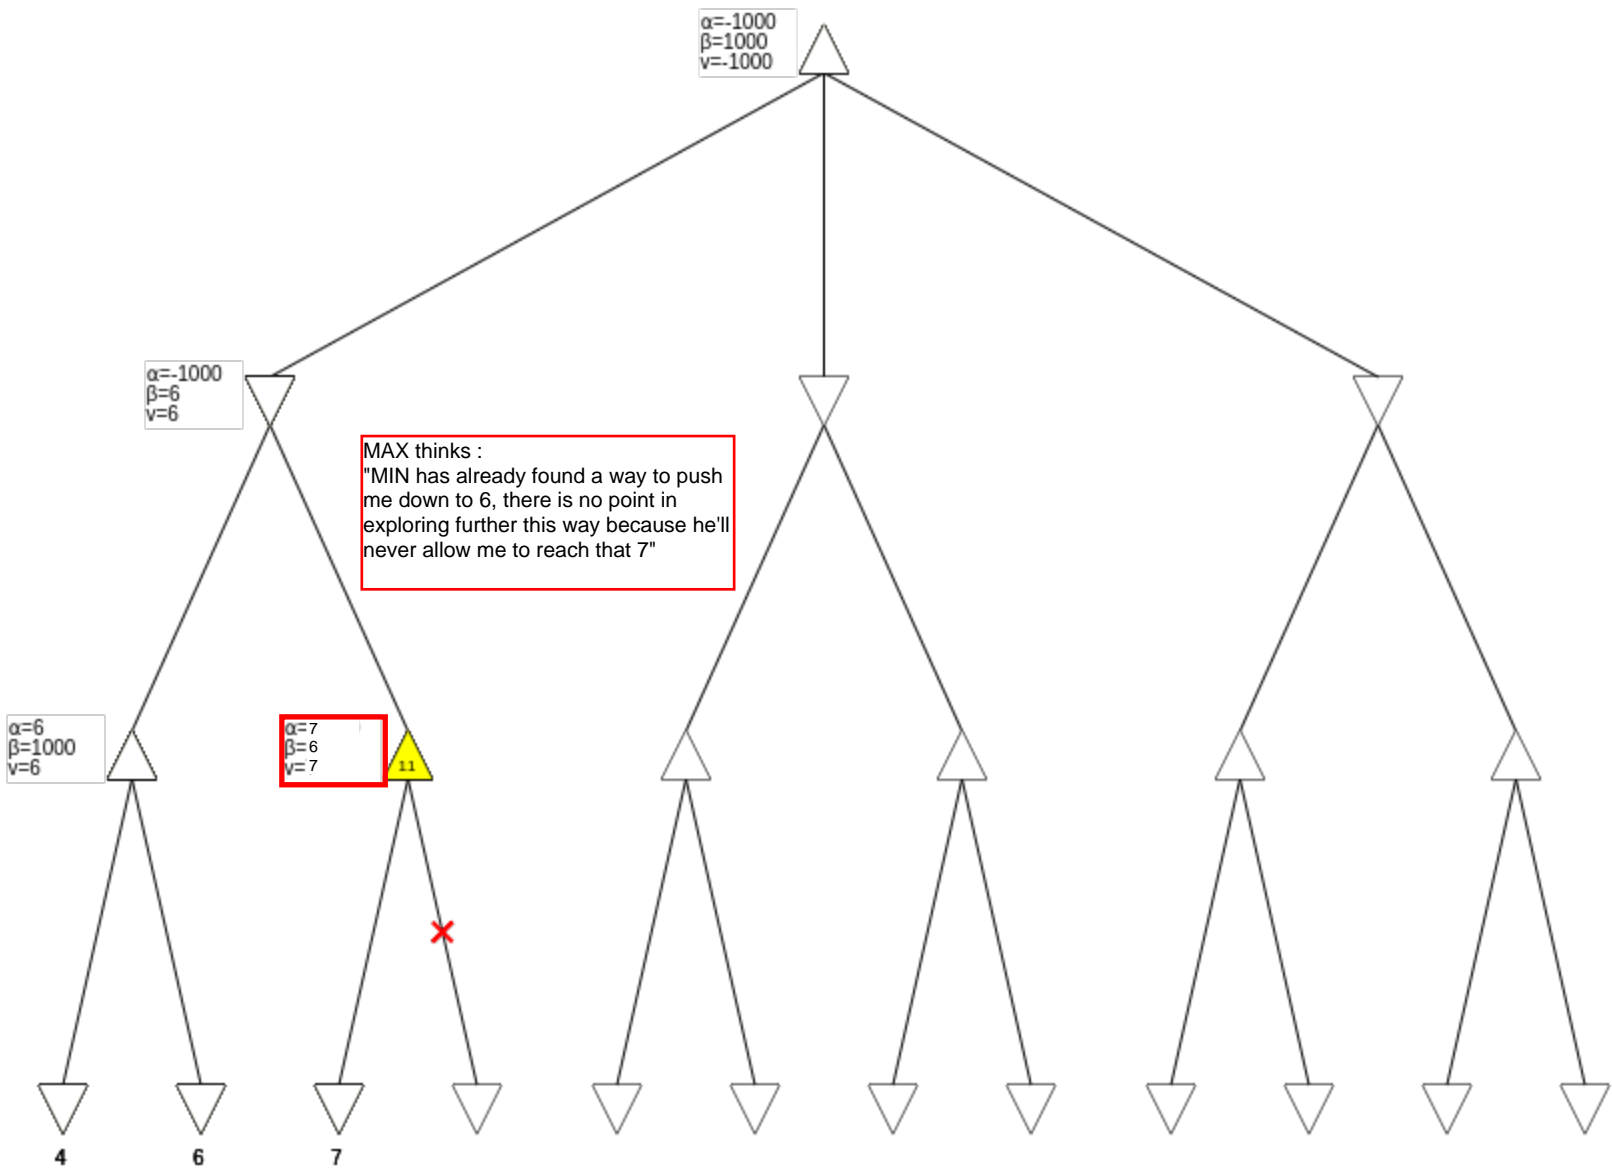 α=-1000
β=1000
v=-1000
α=-1000
β=6
v=6
MAX thinks :
"MIN has already found a way to push
me down to 6, there is no point in
exploring further this way because he'll
never allow me to reach that 7"
α=6
β=1000
v=6
α=7
β=6
v=7
11
4
6
7